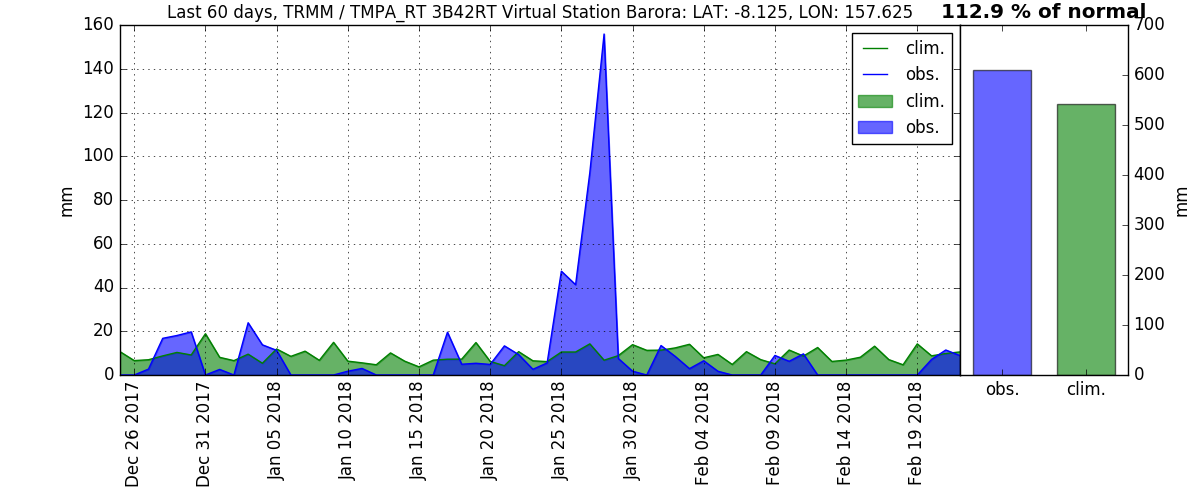 Last 60 days, TRMM / TMPA_RT 3B42RT Virtual Station Barora: LAT: -8.125, LON: 157.625
112.9 % of normal
160
140
120
100
80
60
40
20
0
mm
clim.
obs.
clim.
obs.
Dec 26 2017
Dec 31 2017
Jan 05 2018
Jan 10 2018
Jan 15 2018
Jan 20 2018
Jan 25 2018
Jan 30 2018
Feb 04 2018
Feb 09 2018
Feb 14 2018
Feb 19 2018
700
600
500
400
300
200
100
0
mm
obs.
clim.